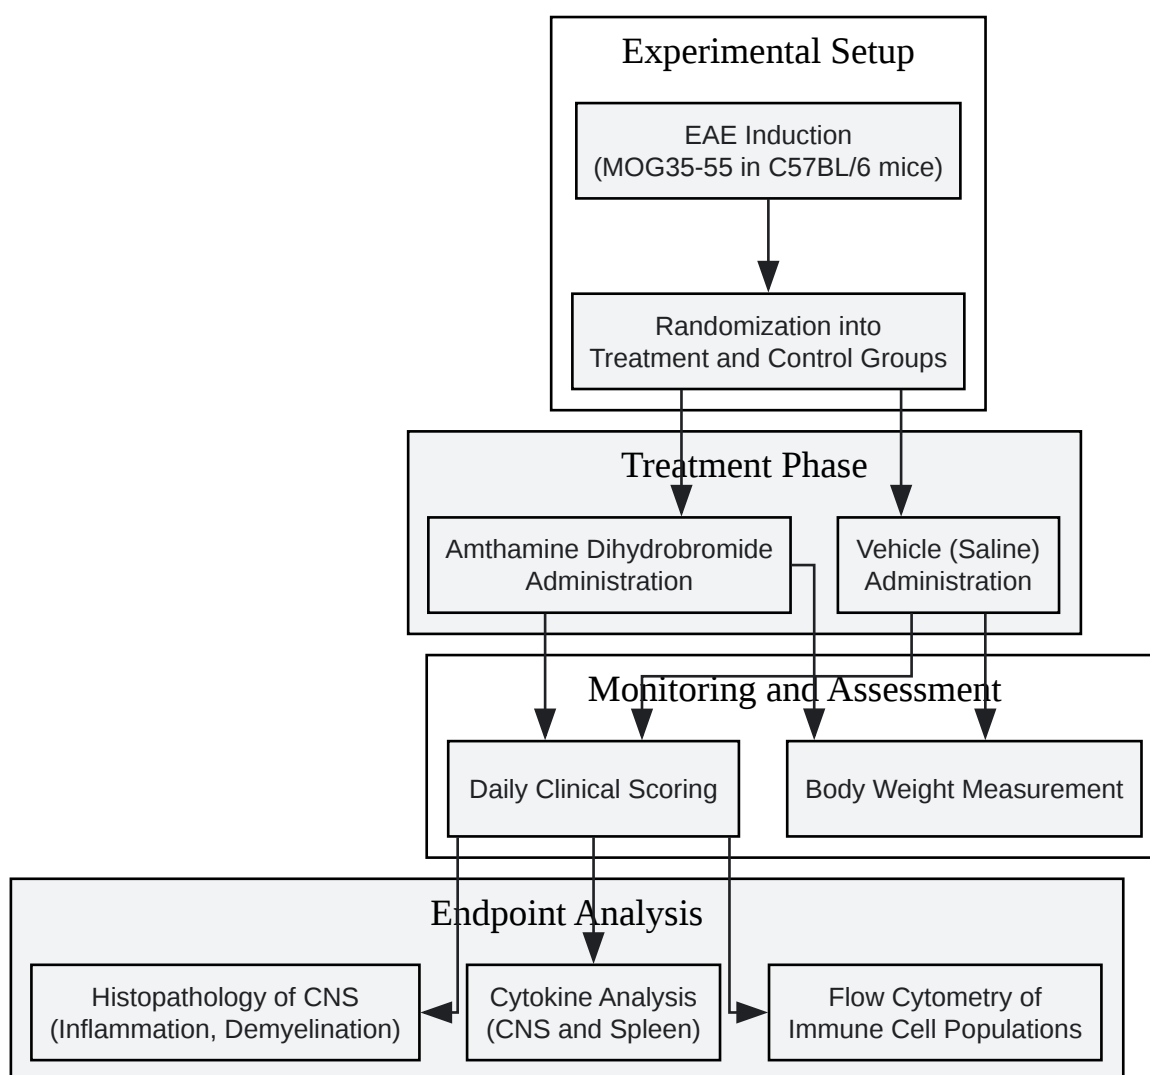 Experimental Setup
EAE Induction
(MOG35-55 in C57BL/6 mice)
Randomization into
Treatment and Control Groups
Treatment Phase
Amthamine Dihydrobromide
Administration
Vehicle (Saline)
Administration
Monitoring and Assessment
Daily Clinical Scoring
Body Weight Measurement
Endpoint Analysis
Histopathology of CNS
(Inflammation, Demyelination)
Cytokine Analysis
(CNS and Spleen)
Flow Cytometry of
Immune Cell Populations